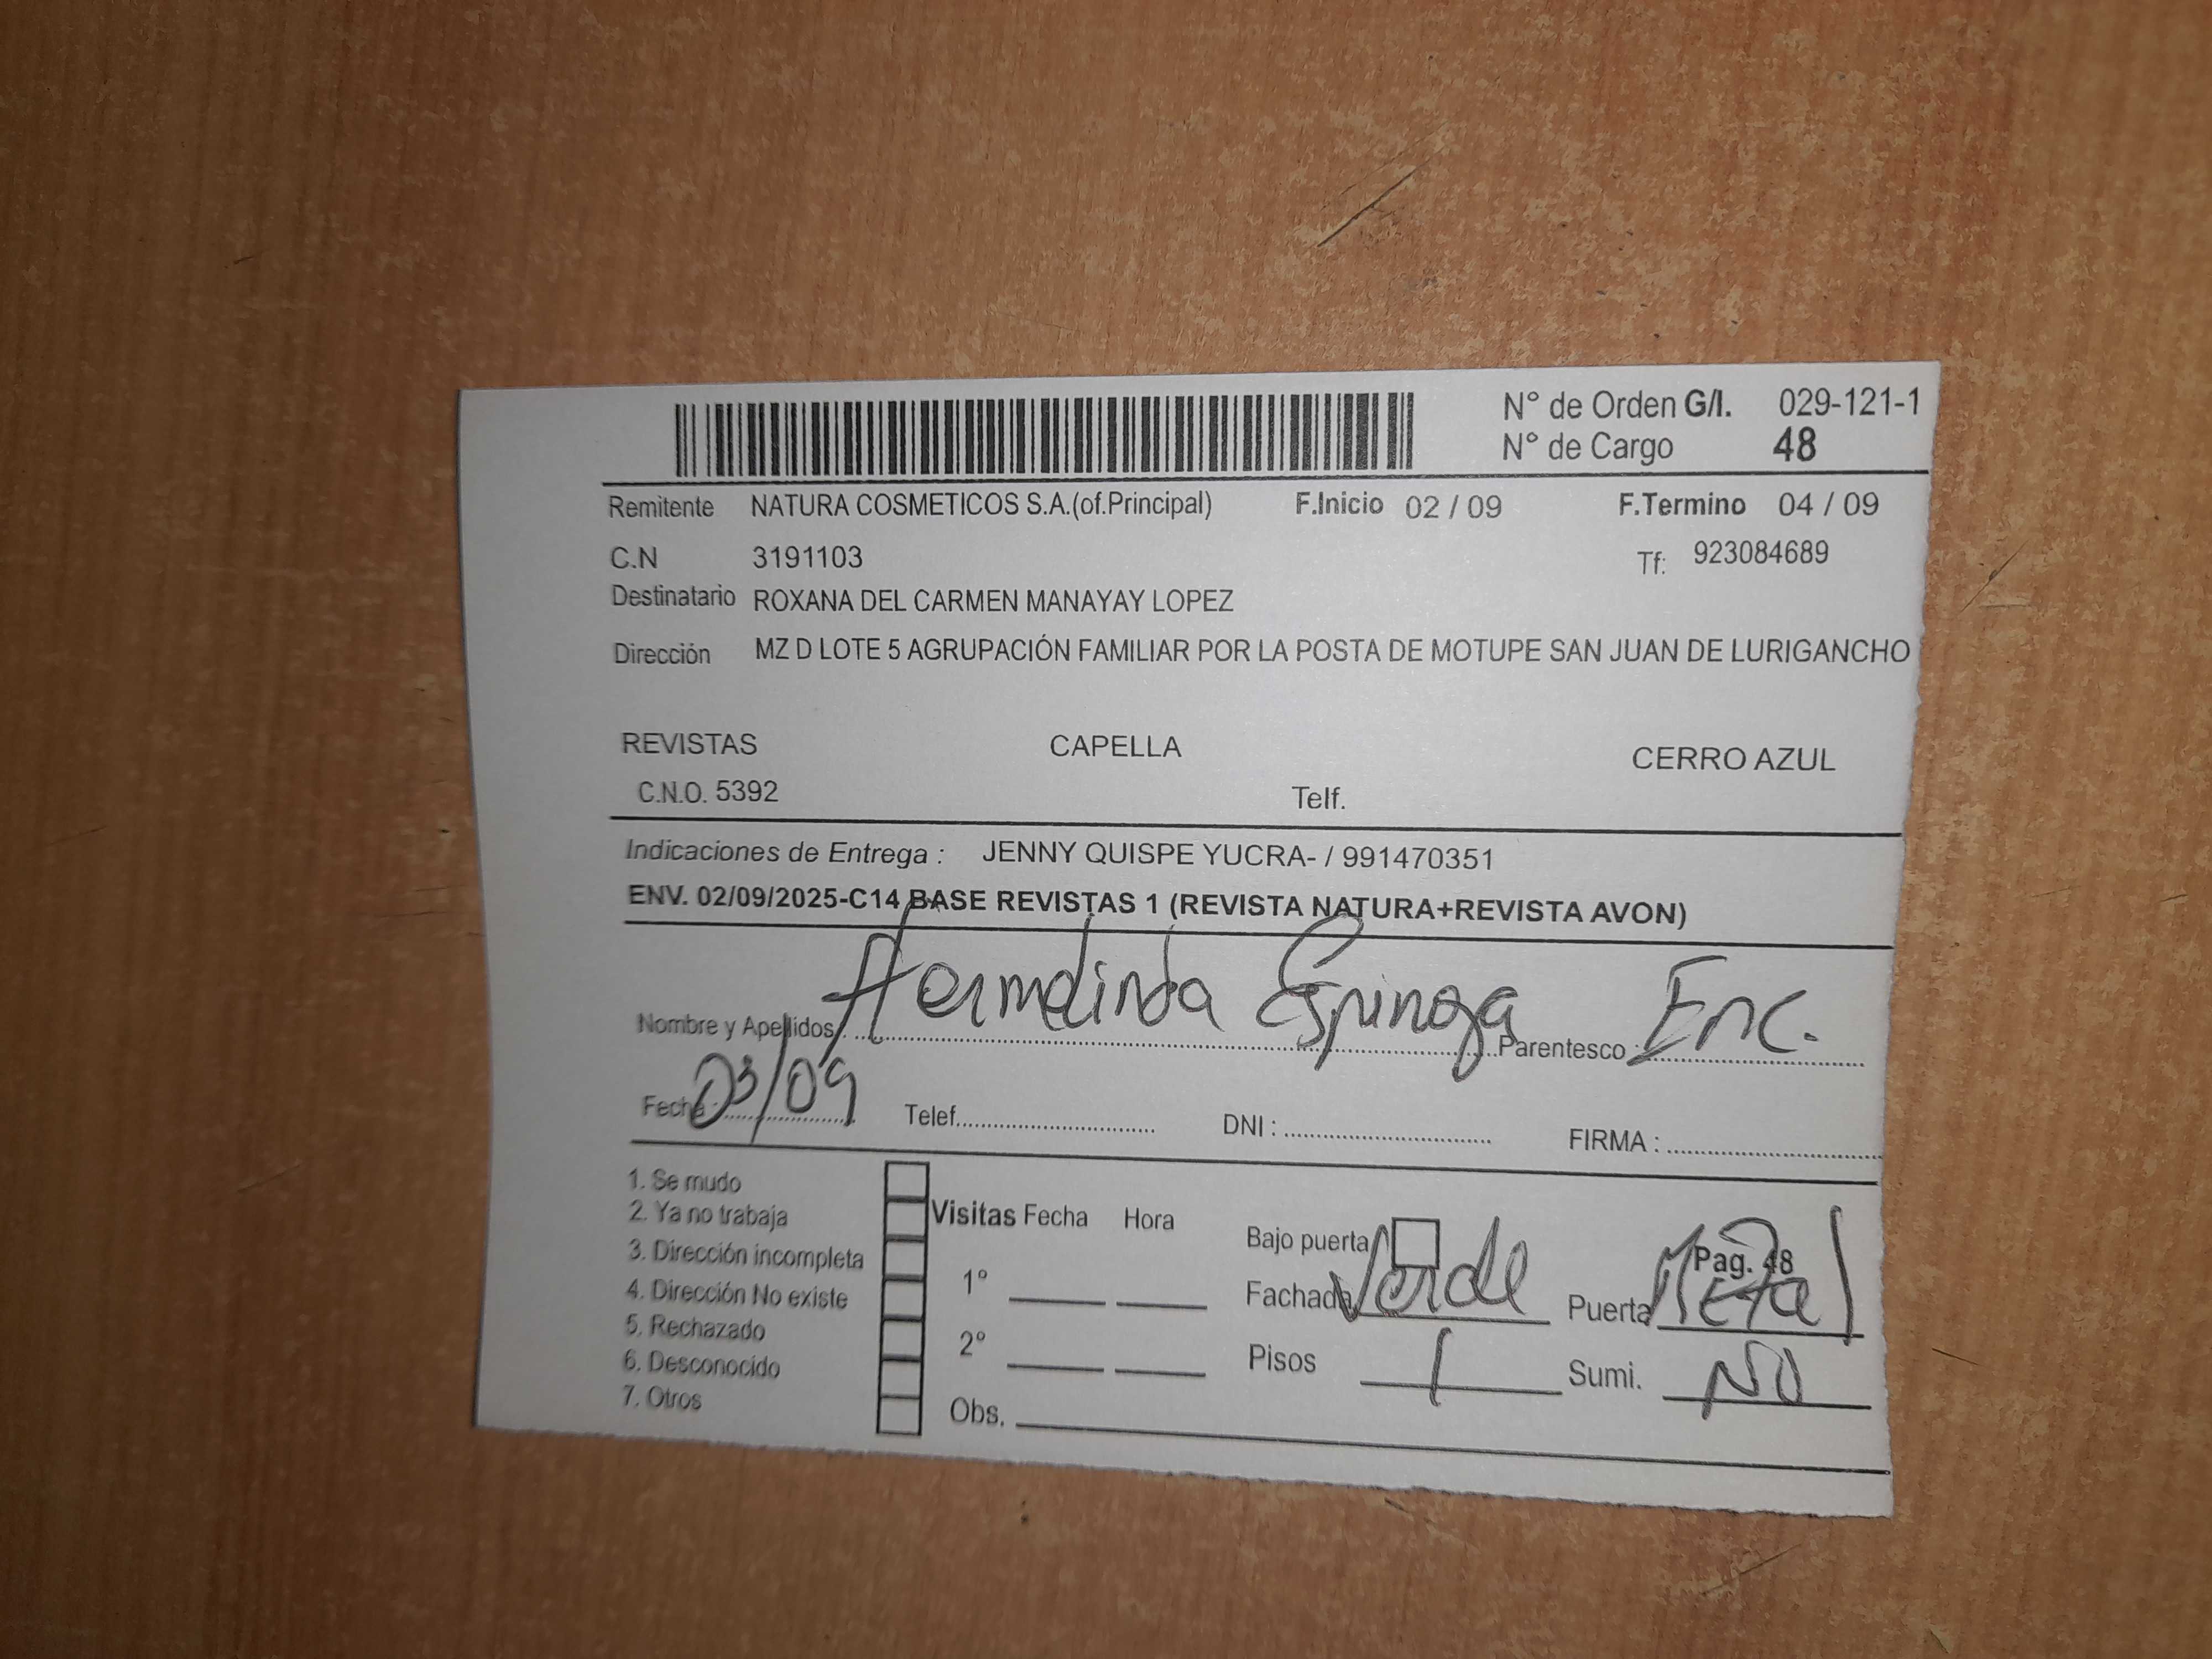 N° de Orden G/I. 029-121-1
N° de Cargo 48
Remitente NATURA COSMETICOS S.A.(of.Principal) F.Inicio 02 / 09 F.Termino 04 / 09
C.N 3191103 Tf: 923084689
Destinatario ROXANA DEL CARMEN MANAYAY LOPEZ
Dirección MZ D LOTE 5 AGRUPACIÓN FAMILIAR POR LA POSTA DE MOTUPE SAN JUAN DE LURIGANCHO
REVISTAS CAPELLA CERRO AZUL
C.N.O. 5392 Telf.
Indicaciones de Entrega : JENNY QUISPE YUCRA- / 991470351
ENV. 02/09/2025-C14 BASE REVISTAS 1 (REVISTA NATURA+REVISTA AVON)
Nombre y Apellidos: Hermelinda Espinoza Parentesco: Enc.
Fecha: 03/09 Telef. DNI : FIRMA :
1. Se mudo
2. Ya no trabaja
3. Dirección incompleta
4. Dirección No existe
5. Rechazado
6. Desconocido
7. Otros
Visitas Fecha Hora
1°
2°
Obs.
Bajo puerta Pag. 48
Fachada Verde Puerta Metal
Pisos 1 Sumi. NO